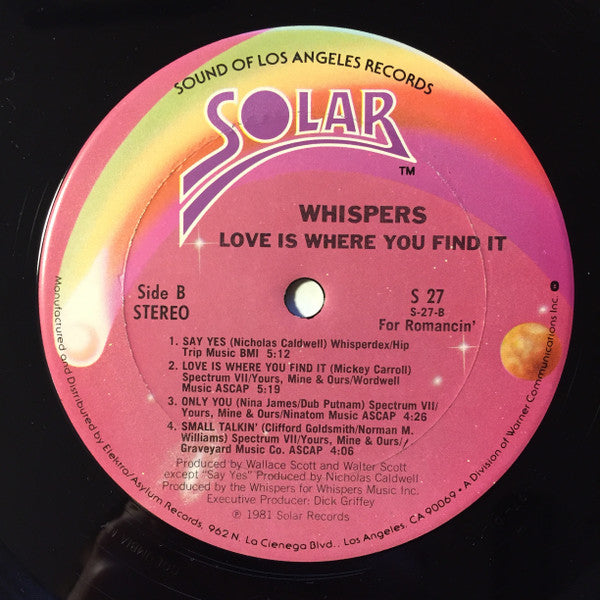 SOUND OF LOS ANGELES RECORDS
SOLAR
TM
WHISPERS
LOVE IS WHERE YOU FIND IT
Side B
STEREO
S 27
S-27-B
For Romancin'
1. SAY YES (Nicholas Caldwell) Whisperdex/Hip
Trip Music BMI 5:12
2. LOVE IS WHERE YOU FIND IT (Mickey Carroll)
Spectrum VII/Yours, Mine & Ours/Wordwell
Music ASCAP 5:19
3. ONLY YOU (Nina James/Dub Putnam) Spectrum VII/
Yours, Mine & Ours/Ninatom Music ASCAP 4:26
4. SMALL TALKIN' (Clifford Goldsmith/Norman M.
Williams) Spectrum VII/Yours, Mine & Ours/
Graveyard Music Co. ASCAP 4:06
Produced by Wallace Scott and Walter Scott
except "Say Yes" Produced by Nicholas Caldwell
Produced by the Whispers for Whispers Music Inc.
Executive Producer: Dick Griffey
℗ 1981 Solar Records
Manufactured and Distributed by Elektra/Asylum Records, 962 N. La Cienega Blvd., Los Angeles, CA 90069 • A Division of Warner Communications Inc.